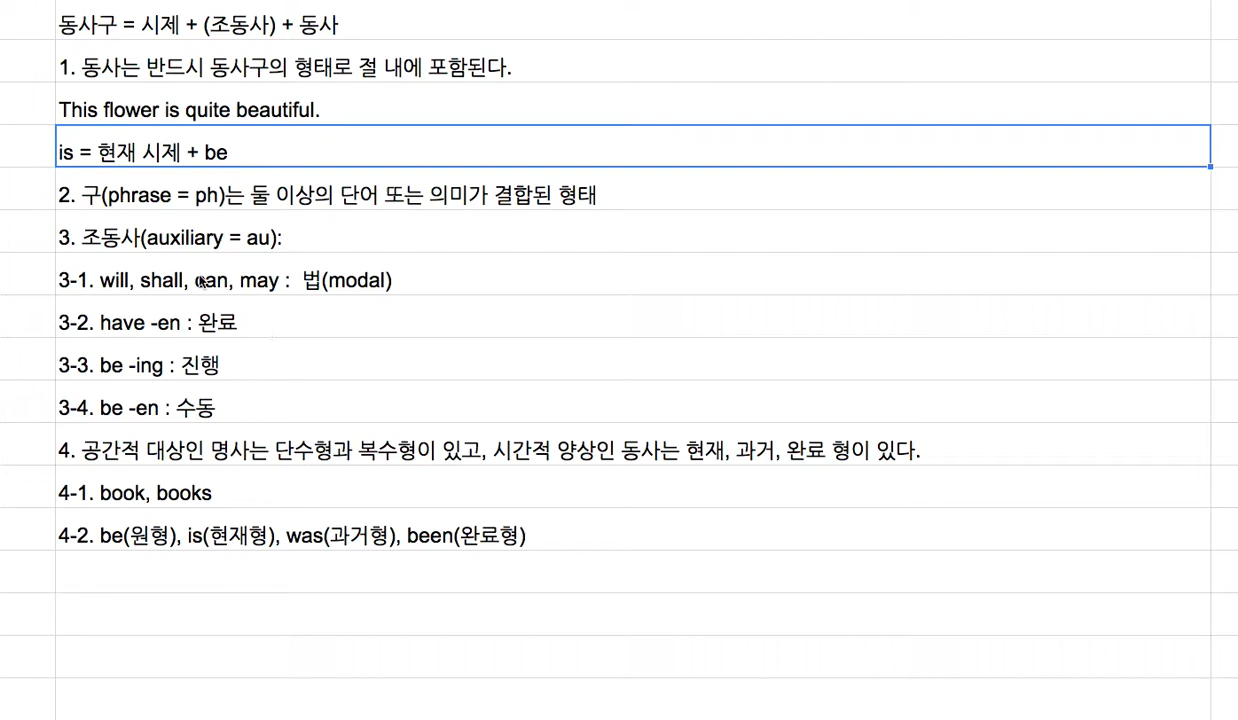 동사구 = 시제 + (조동사) + 동사
1. 동사는 반드시 동사구의 형태로 절 내에 포함된다.
This flower is quite beautiful.
is = 현재 시제 + be
2. 구(phrase = ph)는 둘 이상의 단어 또는 의미가 결합된 형태
3. 조동사(auxiliary = au):
3-1. will, shall, can, may :  법(modal)
3-2. have -en : 완료
3-3. be -ing : 진행
3-4. be -en : 수동
4. 공간적 대상인 명사는 단수형과 복수형이 있고, 시간적 양상인 동사는 현재, 과거, 완료 형이 있다.
4-1. book, books
4-2. be(원형), is(현재형), was(과거형), been(완료형)